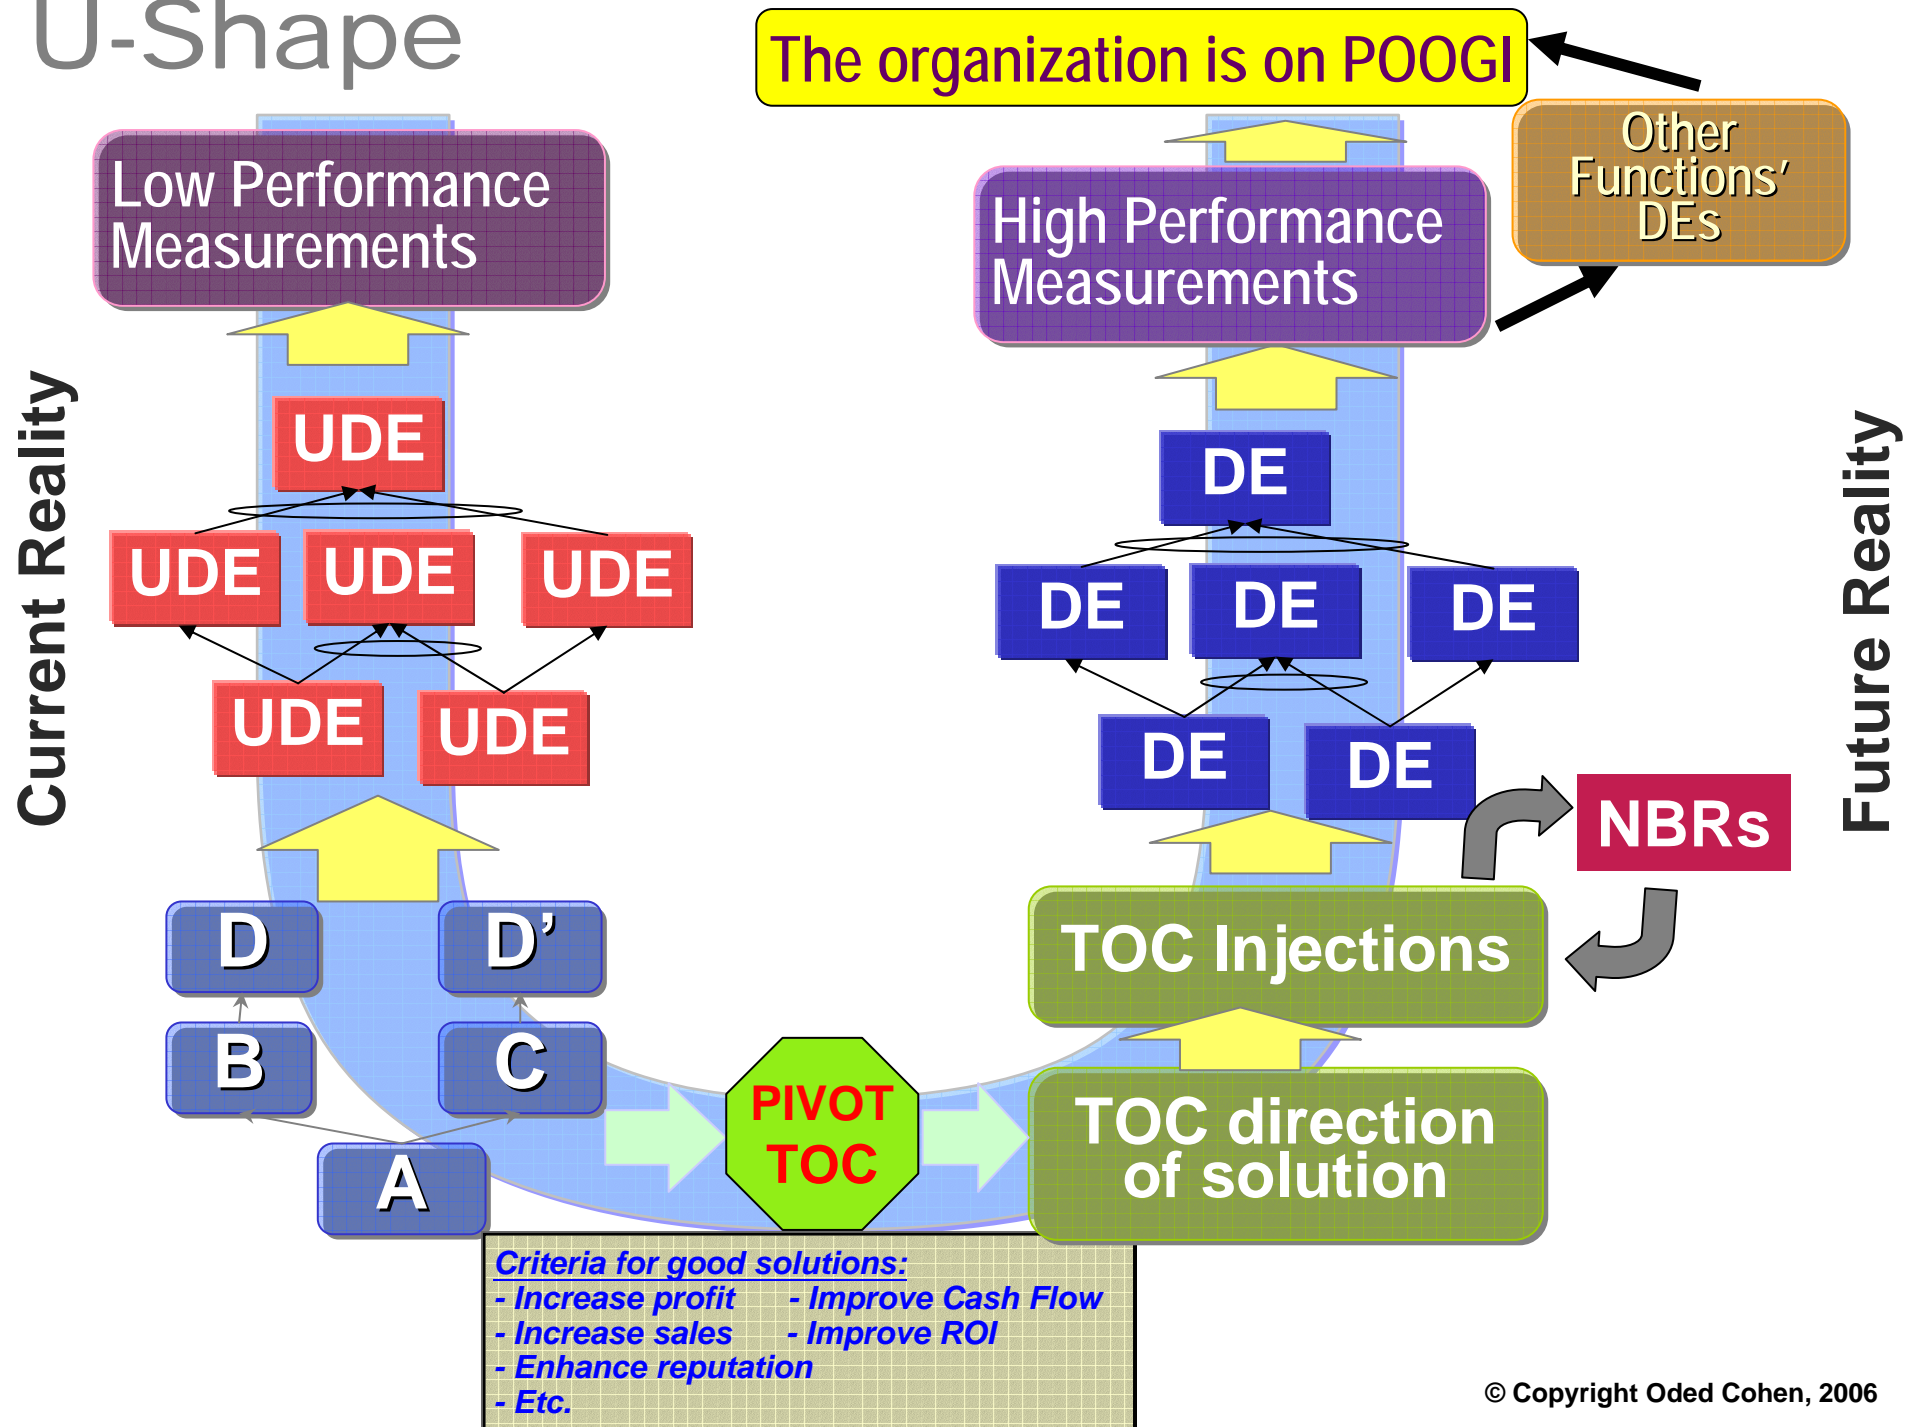 U-Shape
The organization is on POOGI
Other
Functions’
DEs
Low Performance
Measurements
High Performance
Measurements
Current Reality
Future Reality
UDE
UDE
UDE
UDE
UDE
UDE
DE
DE
DE
DE
DE
DE
NBRs
D
D’
B
C
A
PIVOT
TOC
TOC Injections
TOC direction
of solution
Criteria for good solutions:
- Increase profit - Improve Cash Flow
- Increase sales - Improve ROI
- Enhance reputation
- Etc.
© Copyright Oded Cohen, 2006